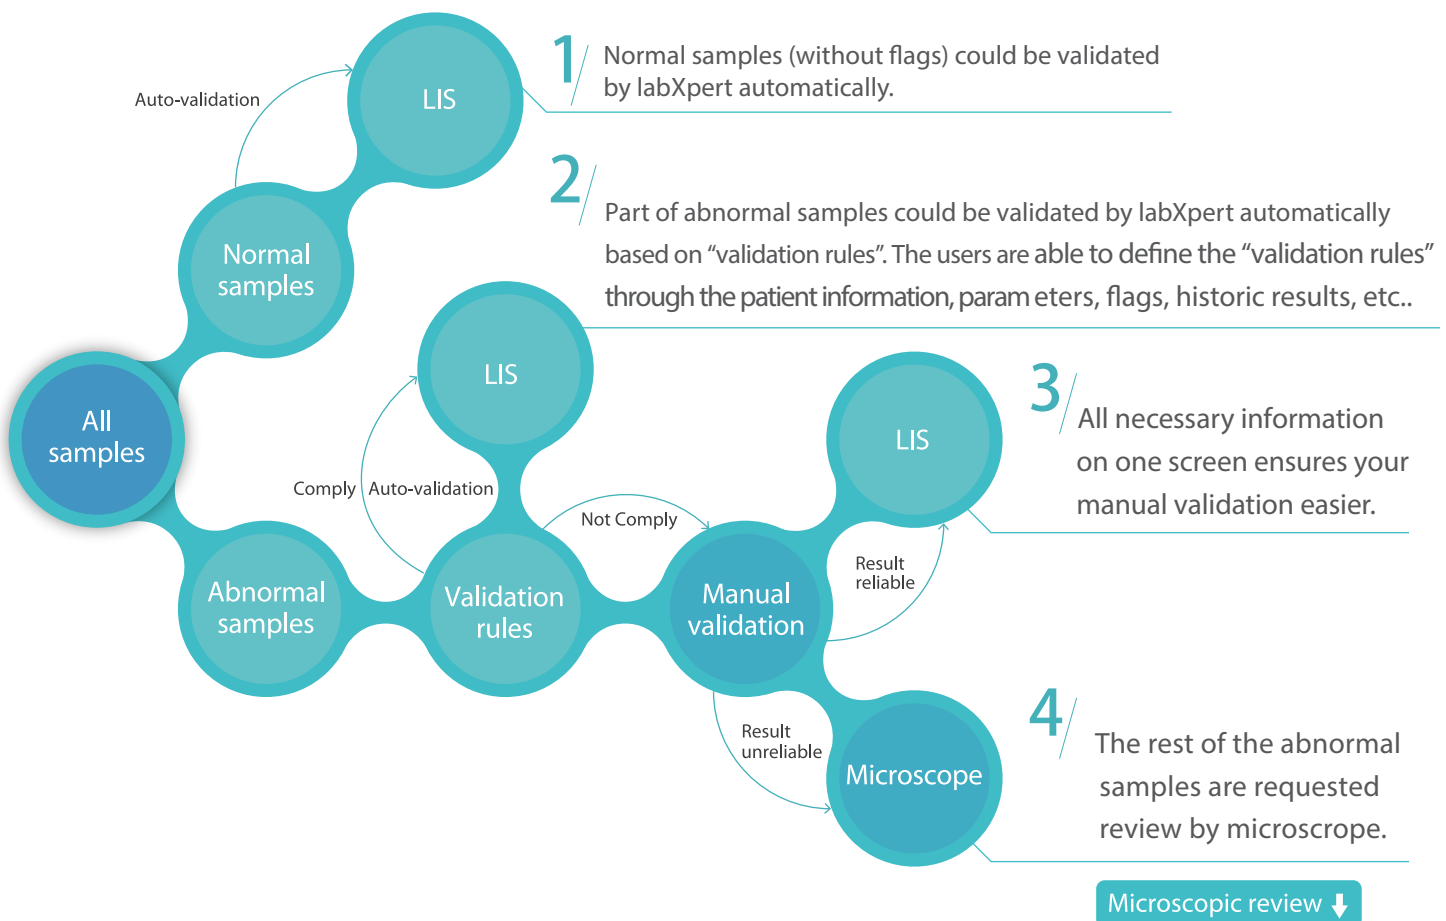 1
Normal samples (without flags) could be validated
by labXpert automatically.
Auto-validation
LIS
2
Part of abnormal samples could be validated by labXpert automatically
based on “validation rules”. The users are able to define the “validation rules”
through the patient information, param eters, flags, historic results, etc..
Normal
samples
LIS
All
samples
3
All necessary information
on one screen ensures your
manual validation easier.
LIS
Comply
Auto-validation
Not Comply
Result
reliable
Abnormal
samples
Validation
rules
Manual
validation
4
The rest of the abnormal
samples are requested
review by microscrope.
Result
unreliable
Microscope
Microscopic review